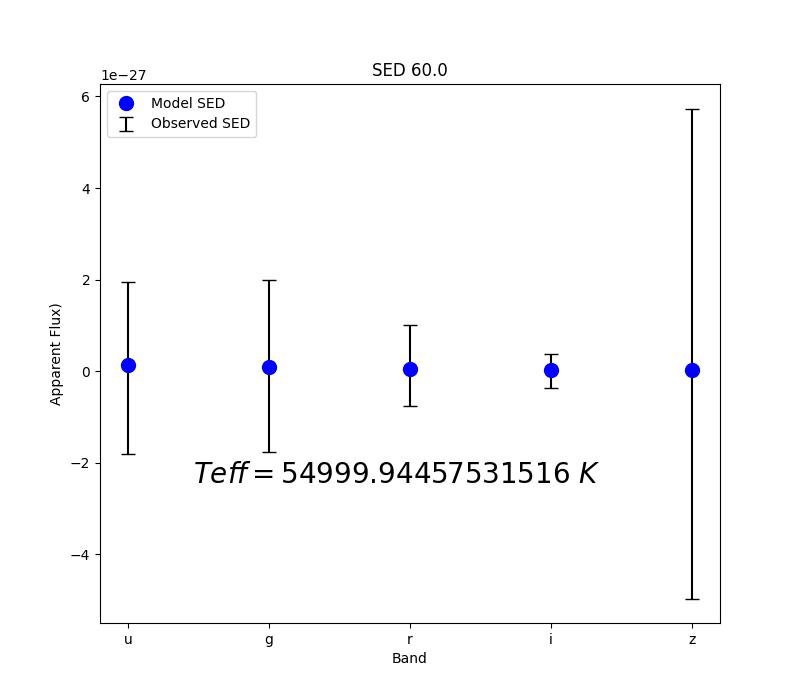 SED 60.0
1e−27
Model SED
Observed SED
6
4
2
0
−2
−4
Apparent Flux)
Teff = 54999.94457531516 K
u g r i z
Band